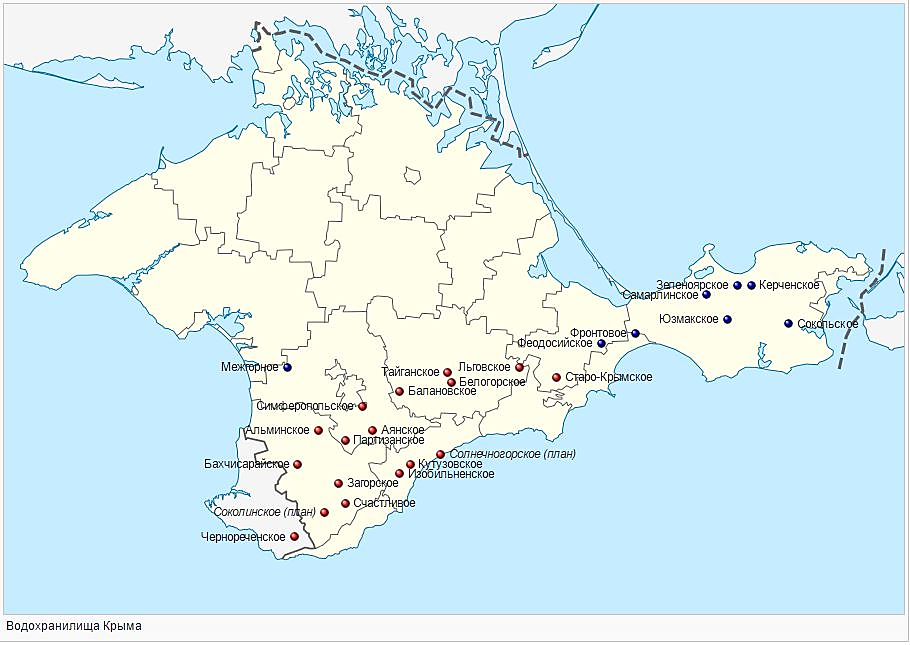 Зеленоярское
Керченское
Самарлинское
Юзмакское
Сокольское
Фронтовое
Феодосийское
Межгорное
Льговское
Тайганское
Старо-Крымское
Белогорское
Балановское
Симферопольское
Альминское
Аянское
Партизанское
Солнечногорское (план)
Бахчисарайское
Кутузовское
Изобильненское
Загорское
Счастливое
Соколинское (план)
Чернореченское
Водохранилища Крыма